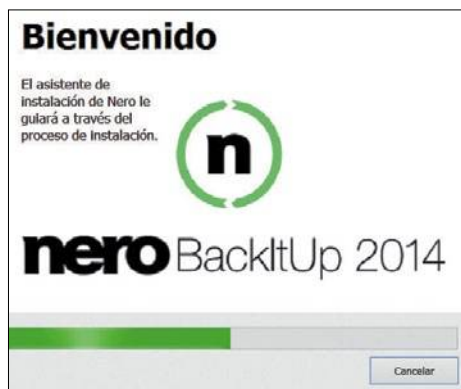 Bienvenido
El asistente de
instalación de Nero le
guiará a través del
proceso de instalación.
n
nero BackItUp 2014
Cancelar